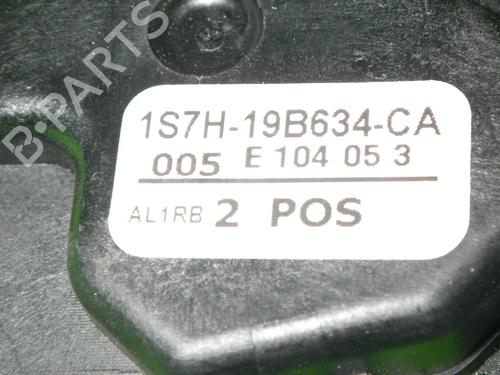 B-PARTS
1S7H-19B634-CA
005 E 104 05 3
AL1RB 2 POS